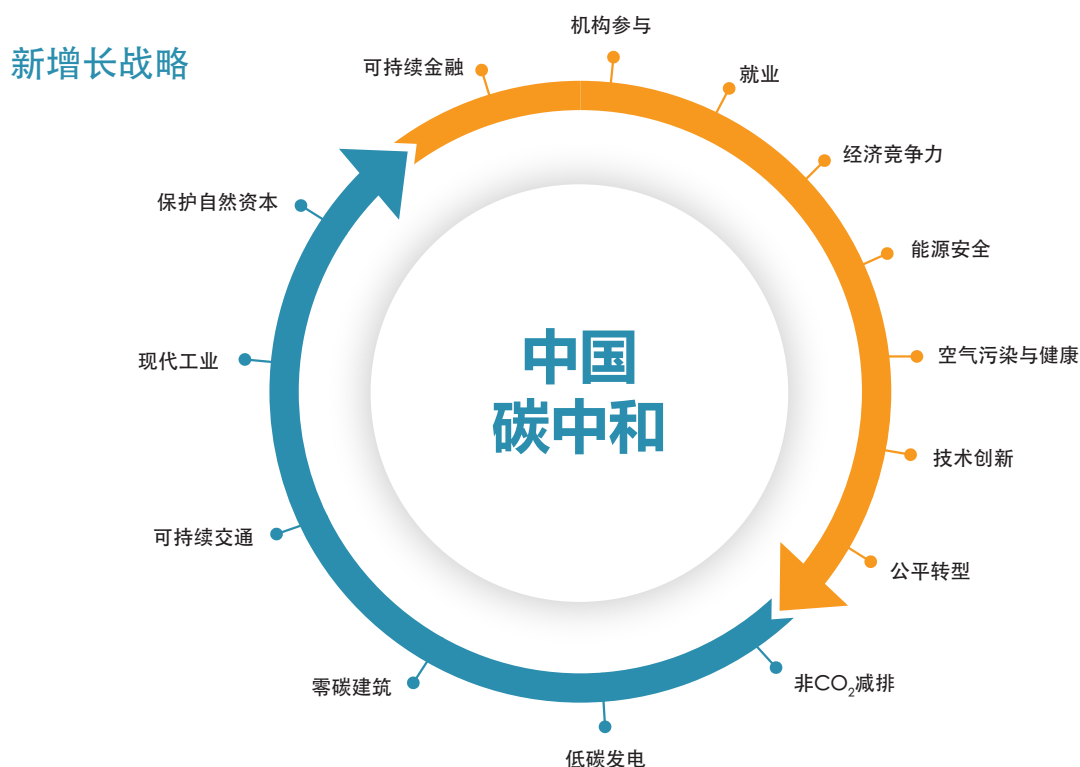 新增长战略
机构参与
可持续金融
就业
经济竞争力
保护自然资本
能源安全
中国
碳中和
空气污染与健康
现代工业
技术创新
可持续交通
公平转型
非CO₂减排
零碳建筑
低碳发电